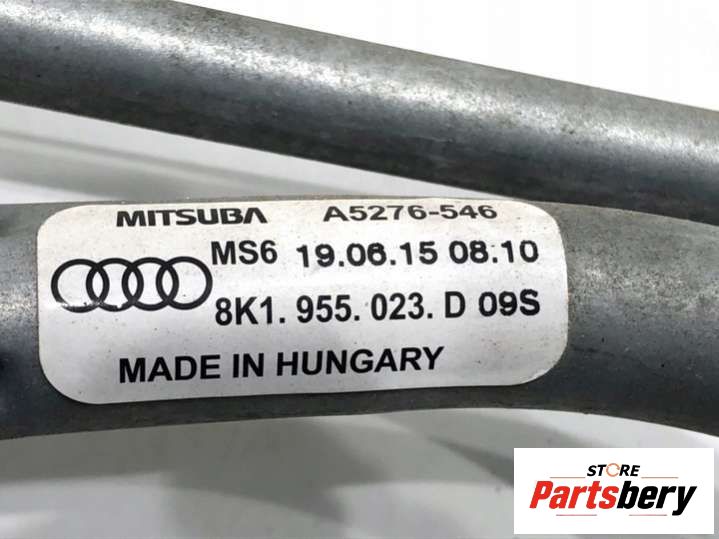 MITSUBA A5276-546
MS6 19.06.15 08:10
8K1. 955. 023. D 09S
MADE IN HUNGARY
STORE
Partsbery